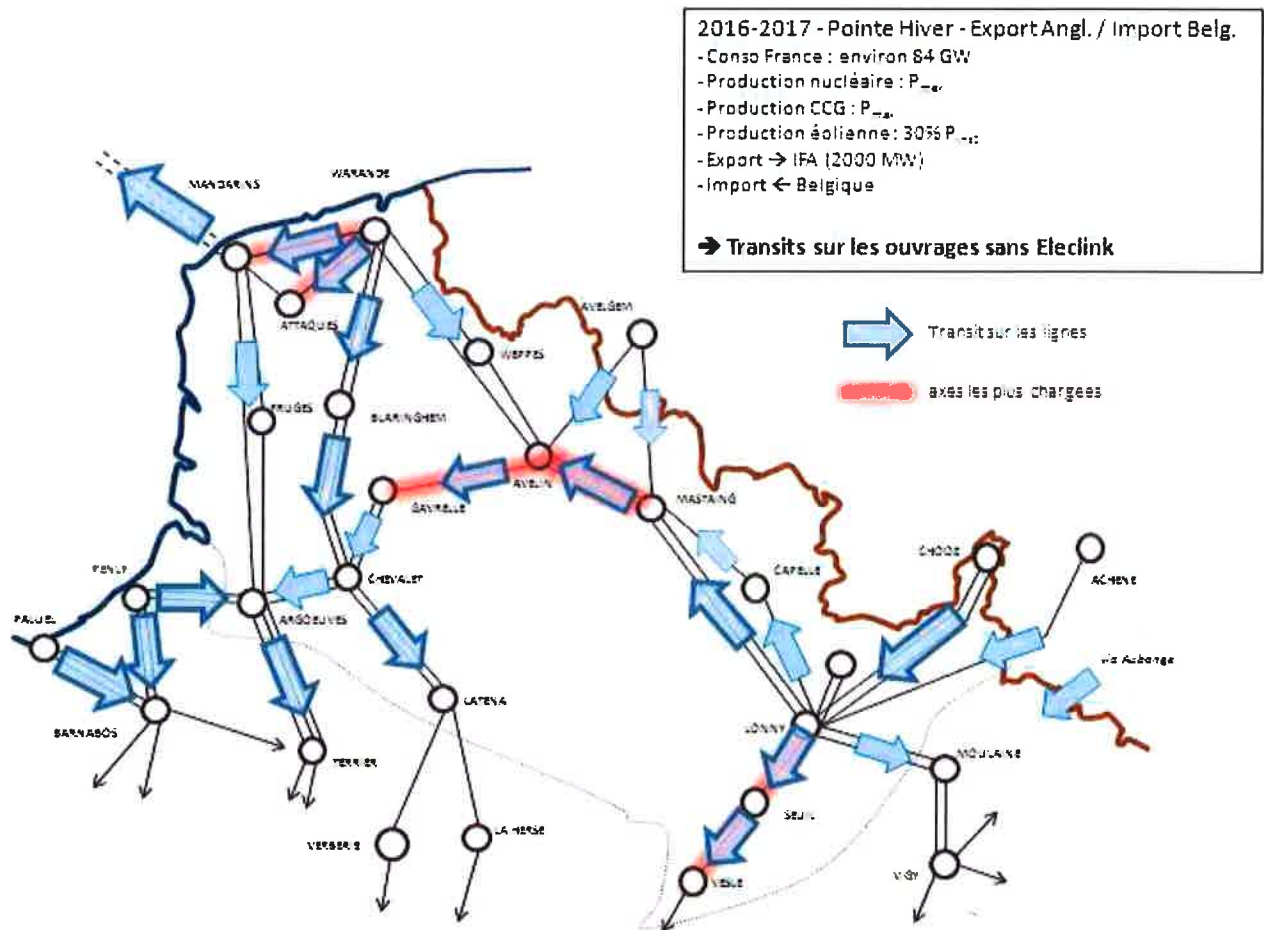 2016-2017 - Pointe Hiver - Export Angl. / Import Belg.
- Conso France : environ 84 GW
- Production nucléaire : P
- Production CCG : P
- Production éolienne : 30% P
- Export → IFA (2000 MW)
- Import ← Belgique
➔ Transits sur les ouvrages sans Eleclink
WARANDE
MANDARINS
AVELGEM
Transit sur les lignes
ATTAQUES
WEPPES
axes les plus chargées
FRUGES
BLARINGHEM
AVELIN
MASTAING
GAVRELLE
CHOOZ
ACHENE
PENLY
CHEVALET
CAPELLE
PALUEL
ARGOEUVES
via Aubange
LATENA
BARNABOS
LONNY
MOULAINE
TERRIER
SEUIL
VERBERIE
LA HERSE
VESLE
VIGY